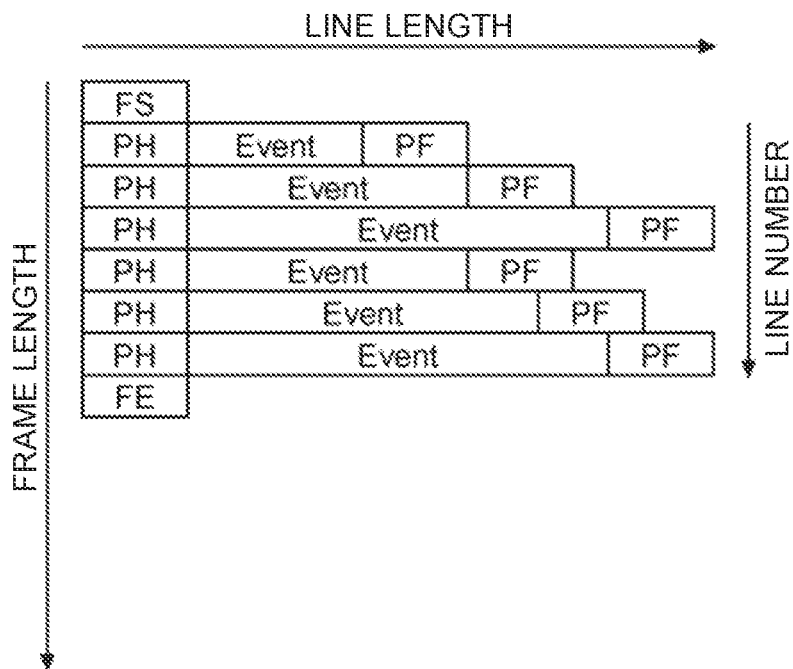 LINE LENGTH
FS
PH Event PF
PH Event PF
PH Event PF
PH Event PF
PH Event PF
PH Event PF
FE
FRAME LENGTH
LINE NUMBER